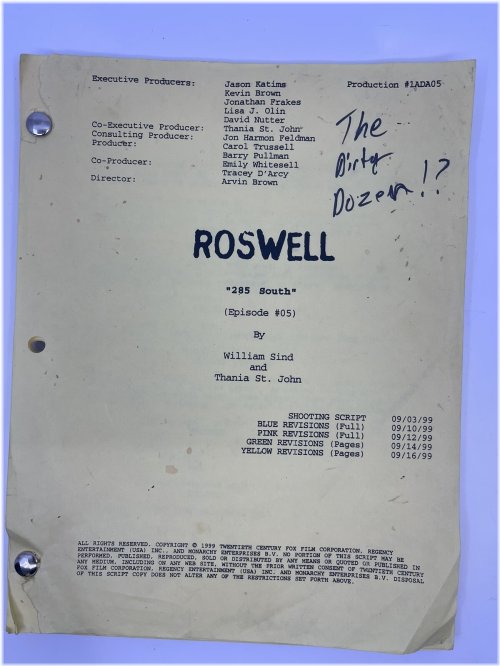 Executive Producers: Jason Katims Production #1ADA05
Kevin Brown
Jonathan Frakes
Lisa J. Olin
David Nutter
Co-Executive Producer: Thania St. John
Consulting Producer: Jon Harmon Feldman
Producer: Carol Trussell
Barry Pullman
Co-Producer: Emily Whitesell
Tracey D'Arcy
Director: Arvin Brown
The
Dirty
Dozen!?
ROSWELL
"285 South"
(Episode #05)
By
William Sind
and
Thania St. John
SHOOTING SCRIPT 09/03/99
BLUE REVISIONS (Full) 09/10/99
PINK REVISIONS (Full) 09/12/99
GREEN REVISIONS (Pages) 09/14/99
YELLOW REVISIONS (Pages) 09/16/99
ALL RIGHTS RESERVED. COPYRIGHT © 1999 TWENTIETH CENTURY FOX FILM CORPORATION, REGENCY
ENTERTAINMENT (USA) INC., AND MONARCHY ENTERPRISES B.V. NO PORTION OF THIS SCRIPT MAY BE
PERFORMED, PUBLISHED, REPRODUCED, SOLD OR DISTRIBUTED BY ANY MEANS OR QUOTED OR PUBLISHED IN
ANY MEDIUM, INCLUDING ON ANY WEB SITE, WITHOUT THE PRIOR WRITTEN CONSENT OF TWENTIETH CENTURY
FOX FILM CORPORATION, REGENCY ENTERTAINMENT (USA) INC. AND MONARCHY ENTERPRISES B.V. DISPOSAL
OF THIS SCRIPT COPY DOES NOT ALTER ANY OF THE RESTRICTIONS SET FORTH ABOVE.